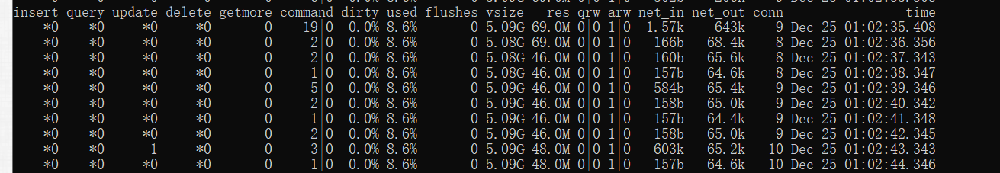 insert query update delete getmore command dirty used flushes vsize res qrw arw net_in net_out conn time
*0 *0 *0 *0 0 19|0 0.0% 8.6% 0 5.09G 69.0M 0|0 1|0 1.57k 643k 9 Dec 25 01:02:35.408
*0 *0 *0 *0 0 2|0 0.0% 8.6% 0 5.08G 69.0M 0|0 1|0 166b 68.4k 8 Dec 25 01:02:36.356
*0 *0 *0 *0 0 2|0 0.0% 8.6% 0 5.08G 46.0M 0|0 1|0 160b 65.6k 8 Dec 25 01:02:37.343
*0 *0 *0 *0 0 1|0 0.0% 8.6% 0 5.08G 46.0M 0|0 1|0 157b 64.6k 8 Dec 25 01:02:38.347
*0 *0 *0 *0 0 5|0 0.0% 8.6% 0 5.09G 46.0M 0|0 1|0 584b 65.4k 9 Dec 25 01:02:39.346
*0 *0 *0 *0 0 2|0 0.0% 8.6% 0 5.09G 46.0M 0|0 1|0 158b 65.0k 9 Dec 25 01:02:40.342
*0 *0 *0 *0 0 1|0 0.0% 8.6% 0 5.09G 46.0M 0|0 1|0 157b 64.4k 9 Dec 25 01:02:41.348
*0 *0 *0 *0 0 2|0 0.0% 8.6% 0 5.09G 46.0M 0|0 1|0 158b 65.0k 9 Dec 25 01:02:42.345
*0 *0 1 *0 0 3|0 0.0% 8.6% 0 5.09G 48.0M 0|0 1|0 603k 65.2k 10 Dec 25 01:02:43.343
*0 *0 *0 *0 0 1|0 0.0% 8.6% 0 5.09G 48.0M 0|0 1|0 157b 64.6k 10 Dec 25 01:02:44.346